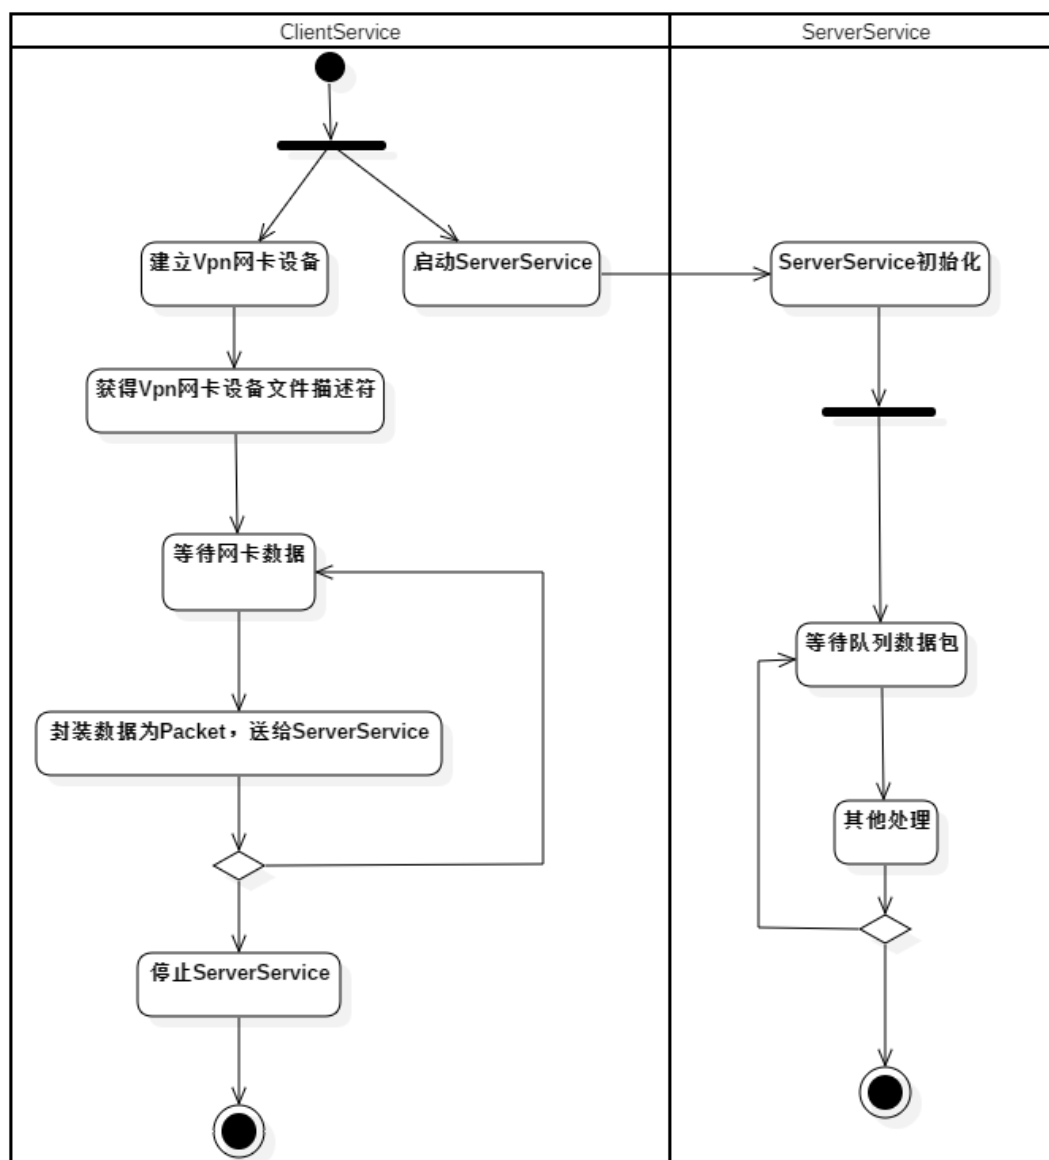 ClientService
ServerService
建立Vpn网卡设备
启动ServerService
ServerService初始化
获得Vpn网卡设备文件描述符
等待网卡数据
等待队列数据包
封装数据为Packet，送给ServerService
其他处理
停止ServerService